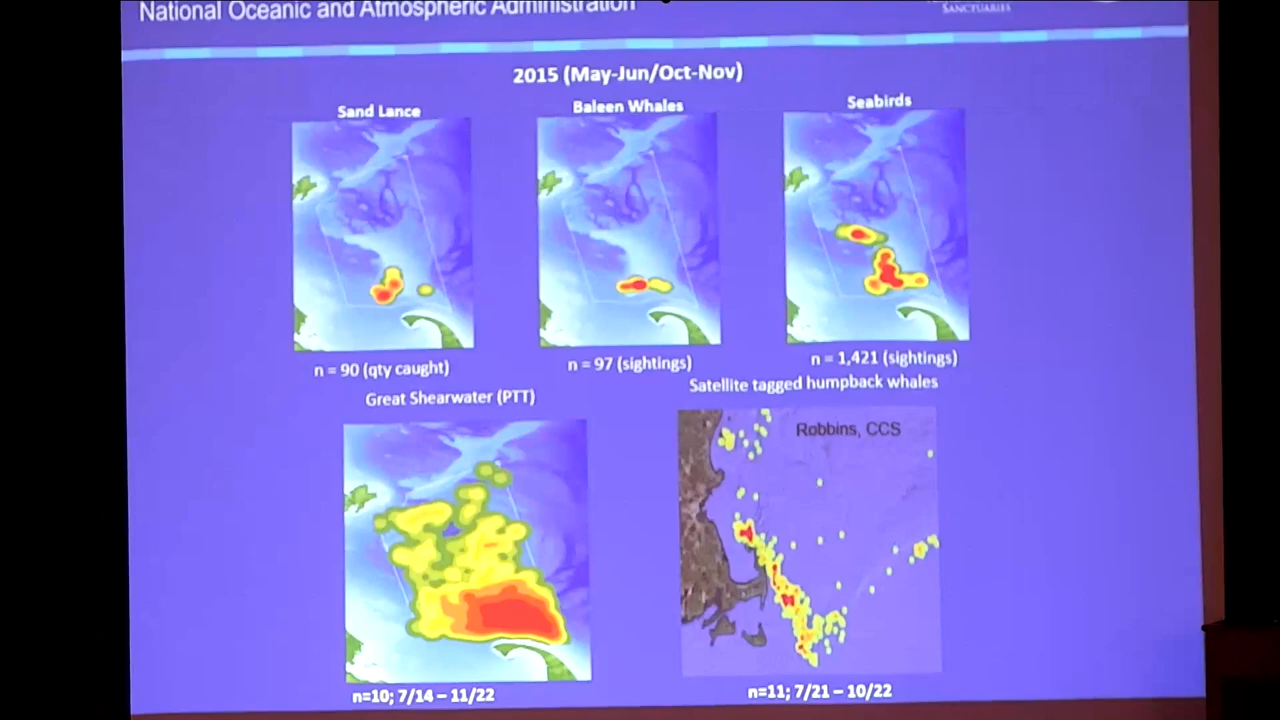 National Oceanic and Atmospheric Administration
SANCTUARIES
2015 (May-Jun/Oct-Nov)
Sand Lance
Baleen Whales
Seabirds
n = 90 (qty caught)
n = 97 (sightings)
n = 1,421 (sightings)
Great Shearwater (PTT)
Satellite tagged humpback whales
Robbins, CCS
n=10; 7/14 – 11/22
n=11; 7/21 – 10/22